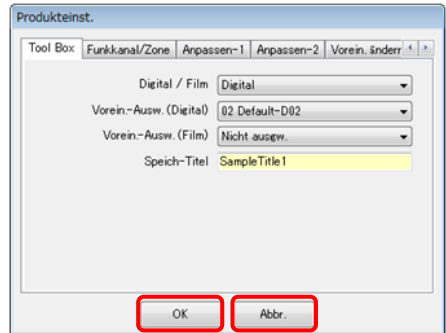 Produkteinst.
Tool Box Funkkanal/Zone Anpassen-1 Anpassen-2 Vorein. änderr
Digital / Film Digital
Vorein.-Ausw. (Digital) 02 Default-D02
Vorein.-Ausw. (Film) Nicht ausgw.
Speich-Titel SampleTitle1
OK Abbr.